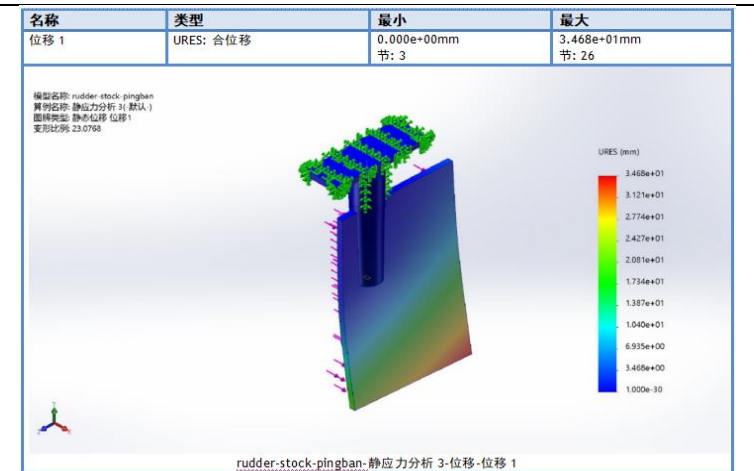 名称 类型 最小 最大
位移 1 URES: 合位移 0.000e+00mm 3.468e+01mm
节: 3 节: 26
模型名称: rudder-stock-pingban
算例名称: 静应力分析 3(-默认-)
图解类型: 静态位移 位移1
变形比例: 23.0768
URES (mm)
3.468e+01
3.121e+01
2.774e+01
2.427e+01
2.081e+01
1.734e+01
1.387e+01
1.040e+01
6.935e+00
3.468e+00
1.000e-30
rudder-stock-pingban-静应力分析 3-位移-位移 1